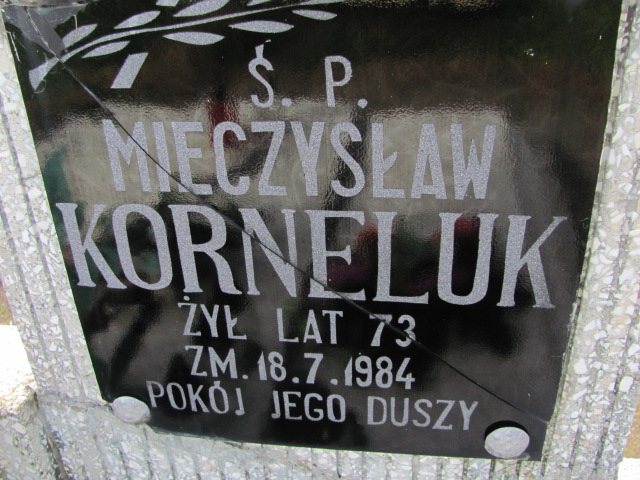 Ś. P.
MIECZYSŁAW
KORNELUK
ŻYŁ LAT 73
ZM. 18.7.1984
POKÓJ JEGO DUSZY